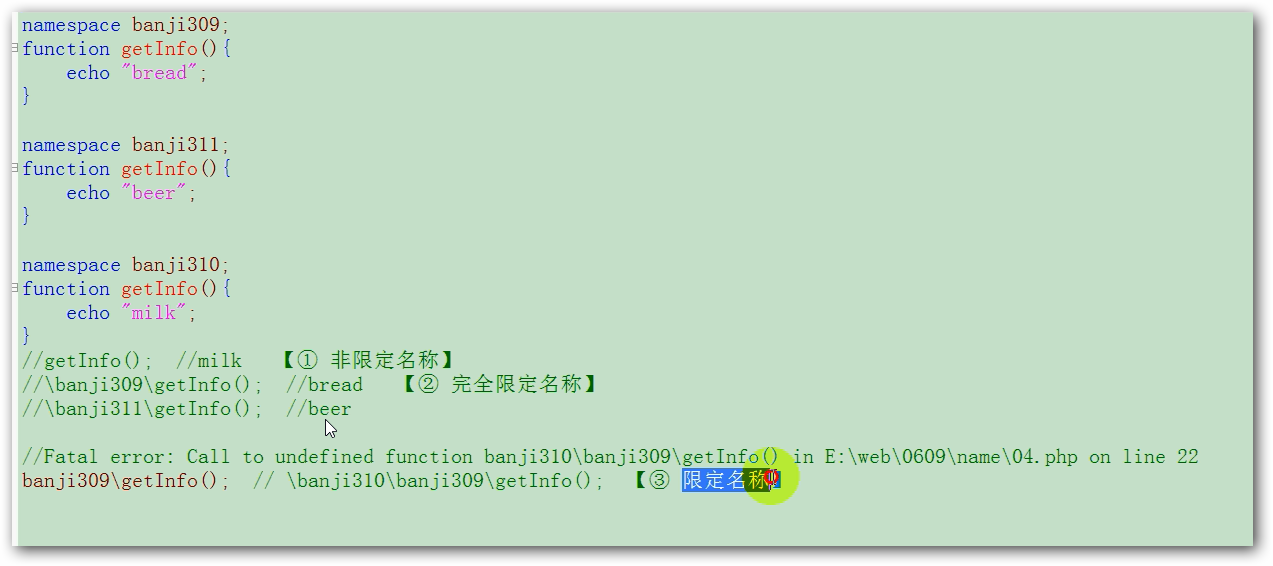 namespace banji309;
function getInfo(){
    echo "bread";
}
namespace banji311;
function getInfo(){
    echo "beer";
}
namespace banji310;
function getInfo(){
    echo "milk";
}
//getInfo();  //milk   【① 非限定名称】
//\banji309\getInfo();  //bread   【② 完全限定名称】
//\banji311\getInfo();  //beer
//Fatal error: Call to undefined function banji310\banji309\getInfo() in E:\web\0609\name\04.php on line 22
banji309\getInfo();  // \banji310\banji309\getInfo();  【③ 限定名称】